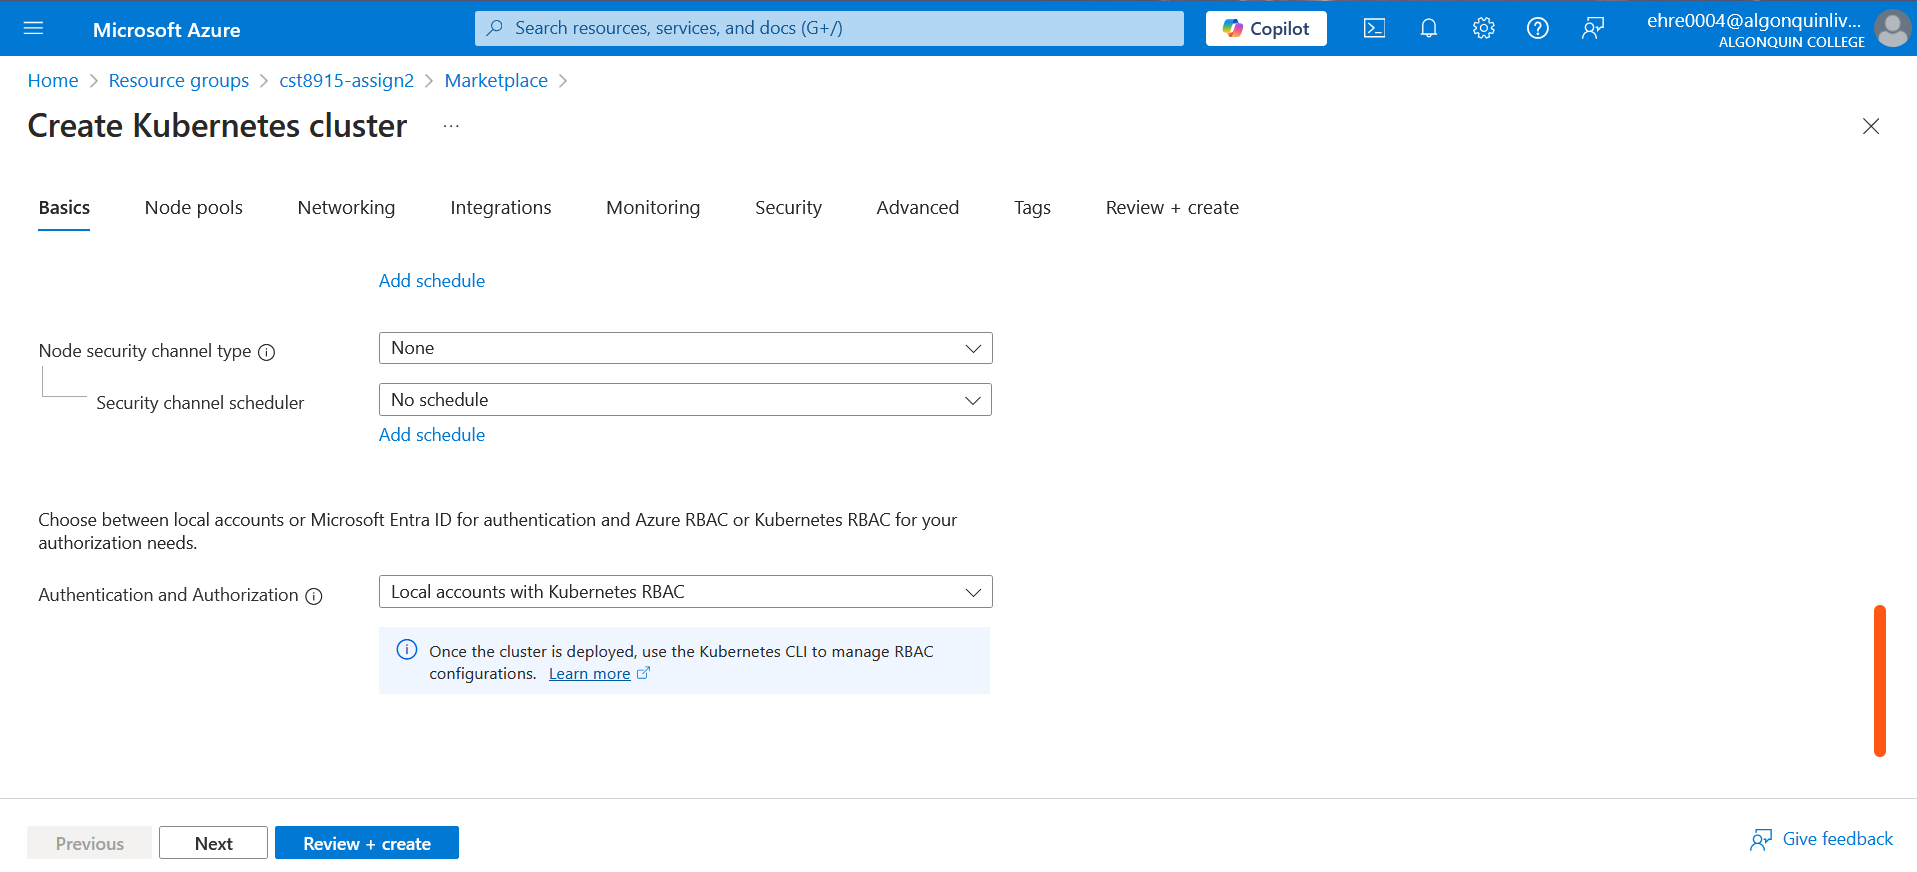 Microsoft Azure
Search resources, services, and docs (G+/)
Copilot
ehre0004@algonquinliv...
ALGONQUIN COLLEGE
Home > Resource groups > cst8915-assign2 > Marketplace >
Create Kubernetes cluster ...
Basics Node pools Networking Integrations Monitoring Security Advanced Tags Review + create
Add schedule
Node security channel type
None
Security channel scheduler
No schedule
Add schedule
Choose between local accounts or Microsoft Entra ID for authentication and Azure RBAC or Kubernetes RBAC for your
authorization needs.
Authentication and Authorization
Local accounts with Kubernetes RBAC
Once the cluster is deployed, use the Kubernetes CLI to manage RBAC
configurations. Learn more
Previous
Next
Review + create
Give feedback